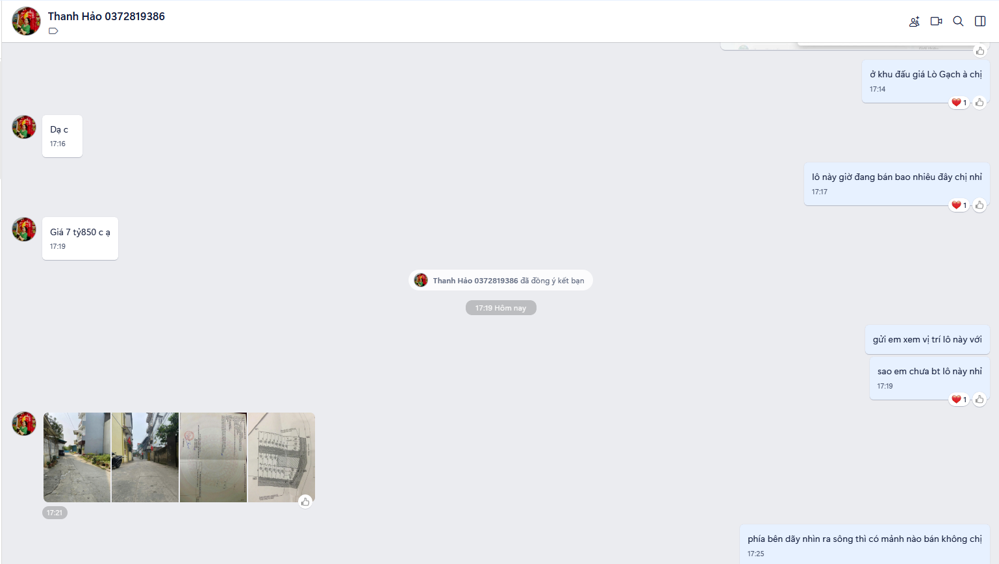 Thanh Hảo 0372819386
ở khu đấu giá Lò Gạch à chị
17:14
1
Dạ c
17:16
lô này giờ đang bán bao nhiêu đây chị nhỉ
17:17
1
Giá 7 tỷ850 c ạ
17:19
Thanh Hảo 0372819386 đã đồng ý kết bạn
17:19 Hôm nay
gửi em xem vị trí lô này với
sao em chưa bt lô này nhỉ
17:19
1
17:21
phía bên dãy nhìn ra sông thì có mảnh nào bán không chị
17:25